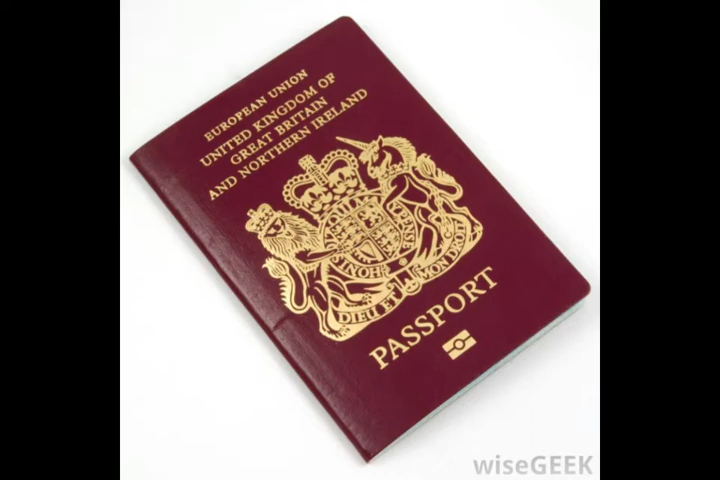 EUROPEAN UNION
UNITED KINGDOM OF
GREAT BRITAIN
AND NORTHERN IRELAND
DIEU ET MON DROIT
PASSPORT
wiseGEEK